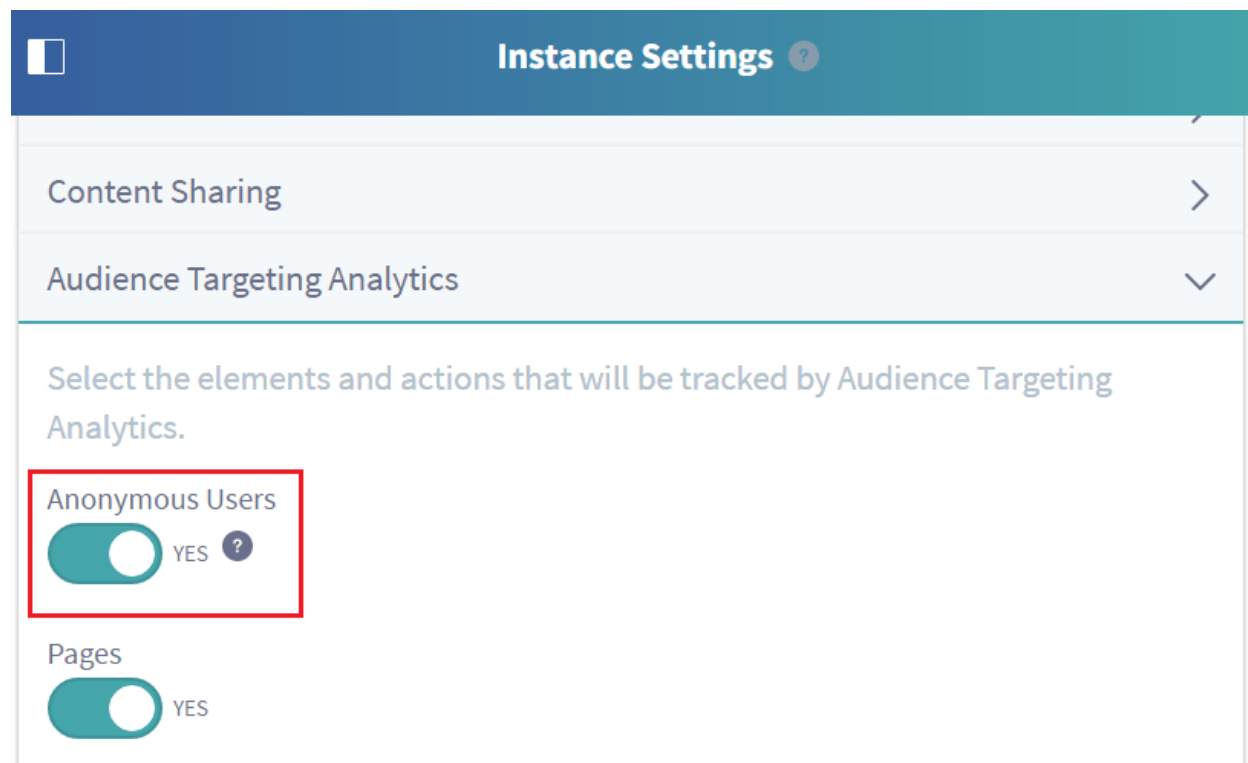 Instance Settings ?
Content Sharing
Audience Targeting Analytics
Select the elements and actions that will be tracked by Audience Targeting
Analytics.
Anonymous Users
YES ?
Pages
YES